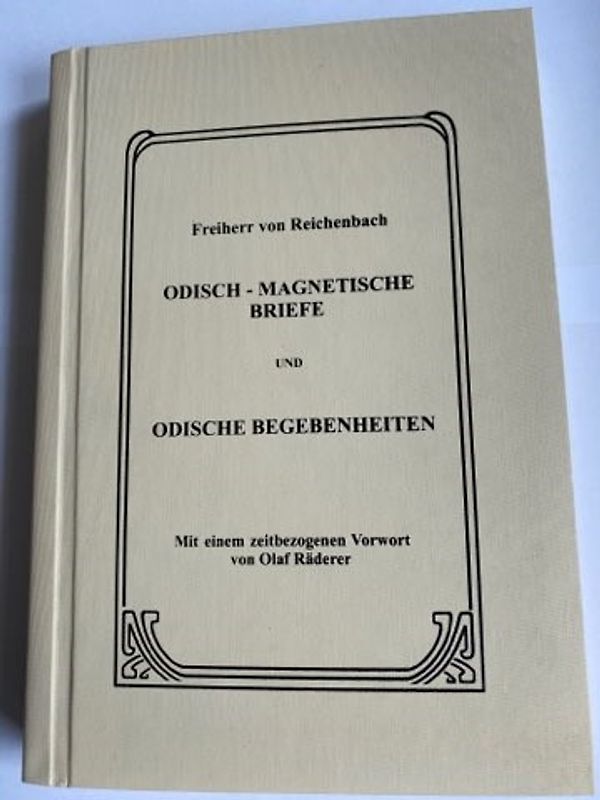 Freiherr von Reichenbach
ODISCH - MAGNETISCHE
BRIEFE
UND
ODISCHE BEGEBENHEITEN
Mit einem zeitbezogenen Vorwort
von Olaf Räderer